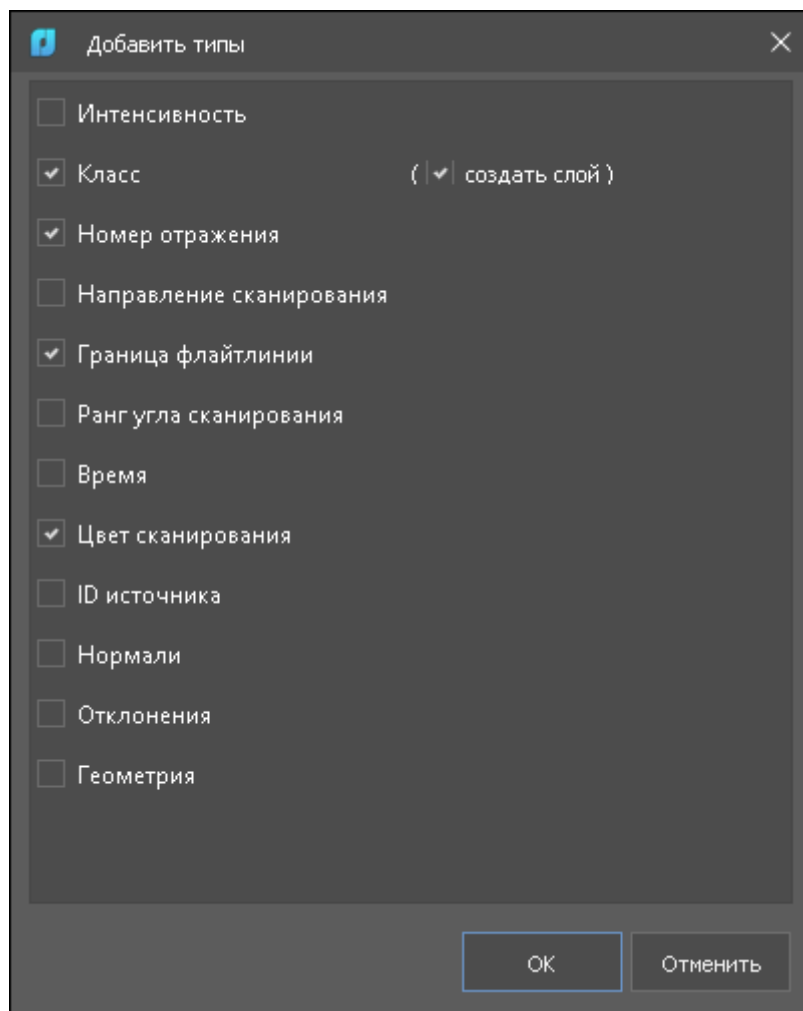 Добавить типы
Интенсивность
Класс ( создать слой )
Номер отражения
Направление сканирования
Граница флайтлинии
Ранг угла сканирования
Время
Цвет сканирования
ID источника
Нормали
Отклонения
Геометрия
ОК Отменить